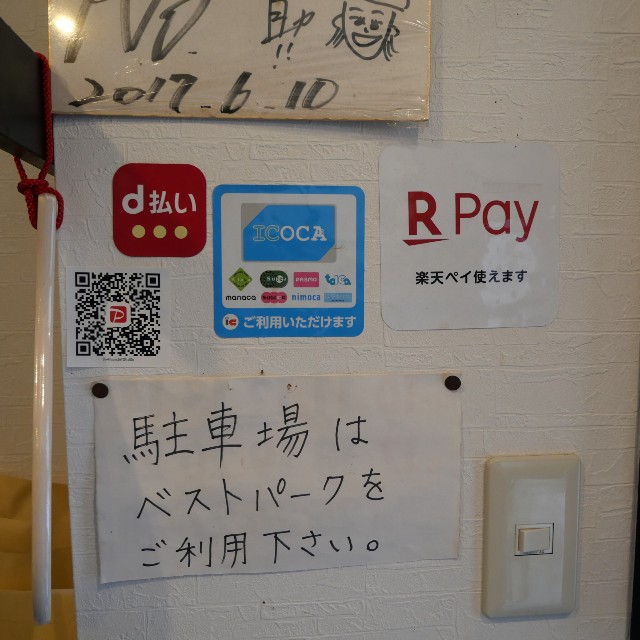 助!!
2017.6.10
d払い
ICOCA
manaca
SUGOCA
nimoca
ご利用いただけます
R Pay
楽天ペイ使えます
駐車場は
ベストパークを
ご利用下さい。